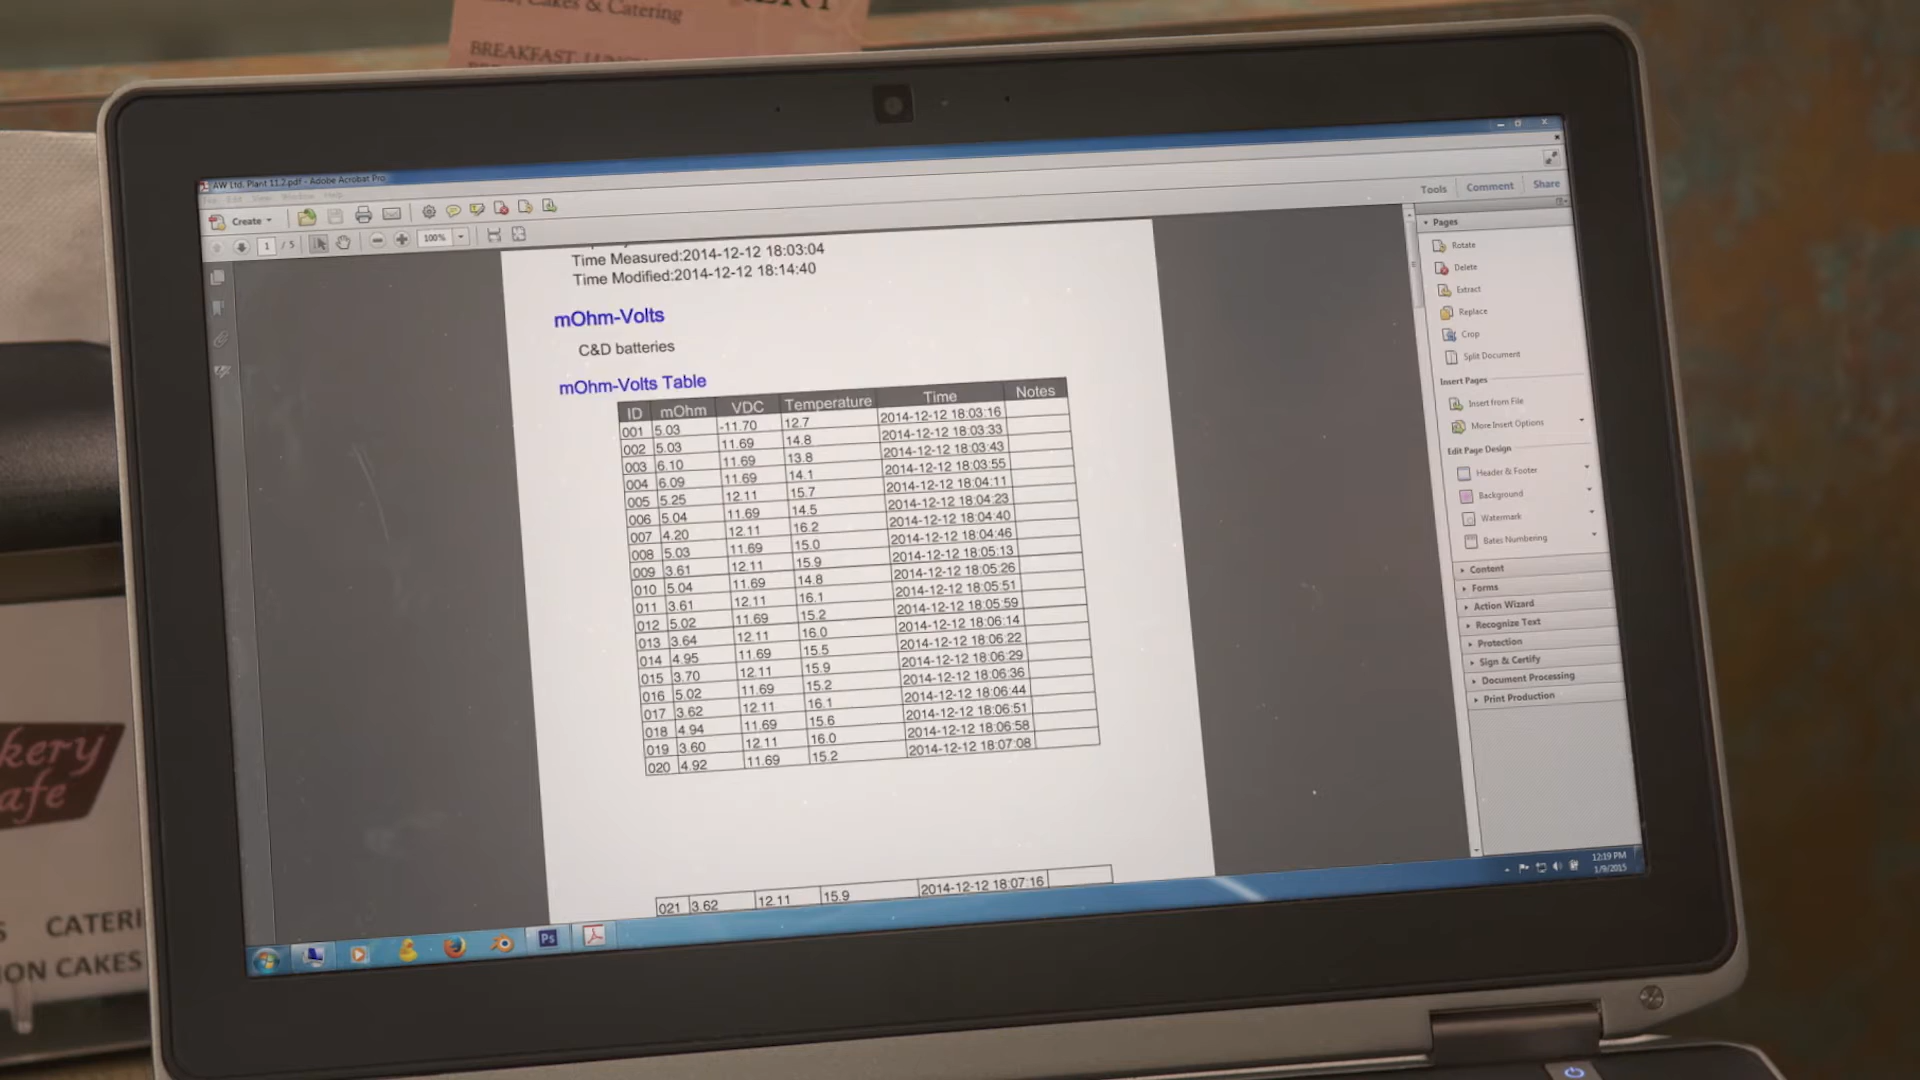 Cakes & Catering
BREAKFAST, LUNCH
AW Ltd. Plant 11.2.pdf - Adobe Acrobat Pro
File Edit View Window Help
Create
Tools Comment Share
1 / 5 100%
Time Measured:2014-12-12 18:03:04
Time Modified:2014-12-12 18:14:40
mOhm-Volts
C&D batteries
mOhm-Volts Table
ID mOhm VDC Temperature Time Notes
001 5.03 -11.70 12.7 2014-12-12 18:03:16
002 5.03 11.69 14.8 2014-12-12 18:03:33
003 6.10 11.69 13.8 2014-12-12 18:03:43
004 6.09 11.69 14.1 2014-12-12 18:03:55
005 5.25 12.11 15.7 2014-12-12 18:04:11
006 5.04 11.69 14.5 2014-12-12 18:04:23
007 4.20 12.11 16.2 2014-12-12 18:04:40
008 5.03 11.69 15.0 2014-12-12 18:04:46
009 3.61 12.11 15.9 2014-12-12 18:05:13
010 5.04 11.69 14.8 2014-12-12 18:05:26
011 3.61 12.11 16.1 2014-12-12 18:05:51
012 5.02 11.69 15.2 2014-12-12 18:05:59
013 3.64 12.11 16.0 2014-12-12 18:06:14
014 4.95 11.69 15.5 2014-12-12 18:06:22
015 3.70 12.11 15.9 2014-12-12 18:06:29
016 5.02 11.69 15.2 2014-12-12 18:06:36
017 3.62 12.11 16.1 2014-12-12 18:06:44
018 4.94 11.69 15.6 2014-12-12 18:06:51
019 3.60 12.11 16.0 2014-12-12 18:06:58
020 4.92 11.69 15.2 2014-12-12 18:07:08
021 3.62 12.11 15.9 2014-12-12 18:07:16
Pages
Rotate
Delete
Extract
Replace
Crop
Split Document
Insert Pages
Insert from File
More Insert Options
Edit Page Design
Header & Footer
Background
Watermark
Bates Numbering
Content
Forms
Action Wizard
Recognize Text
Protection
Sign & Certify
Document Processing
Print Production
Ps
12:19 PM
1/9/2015
kery
afe
S CATERI
ION CAKES